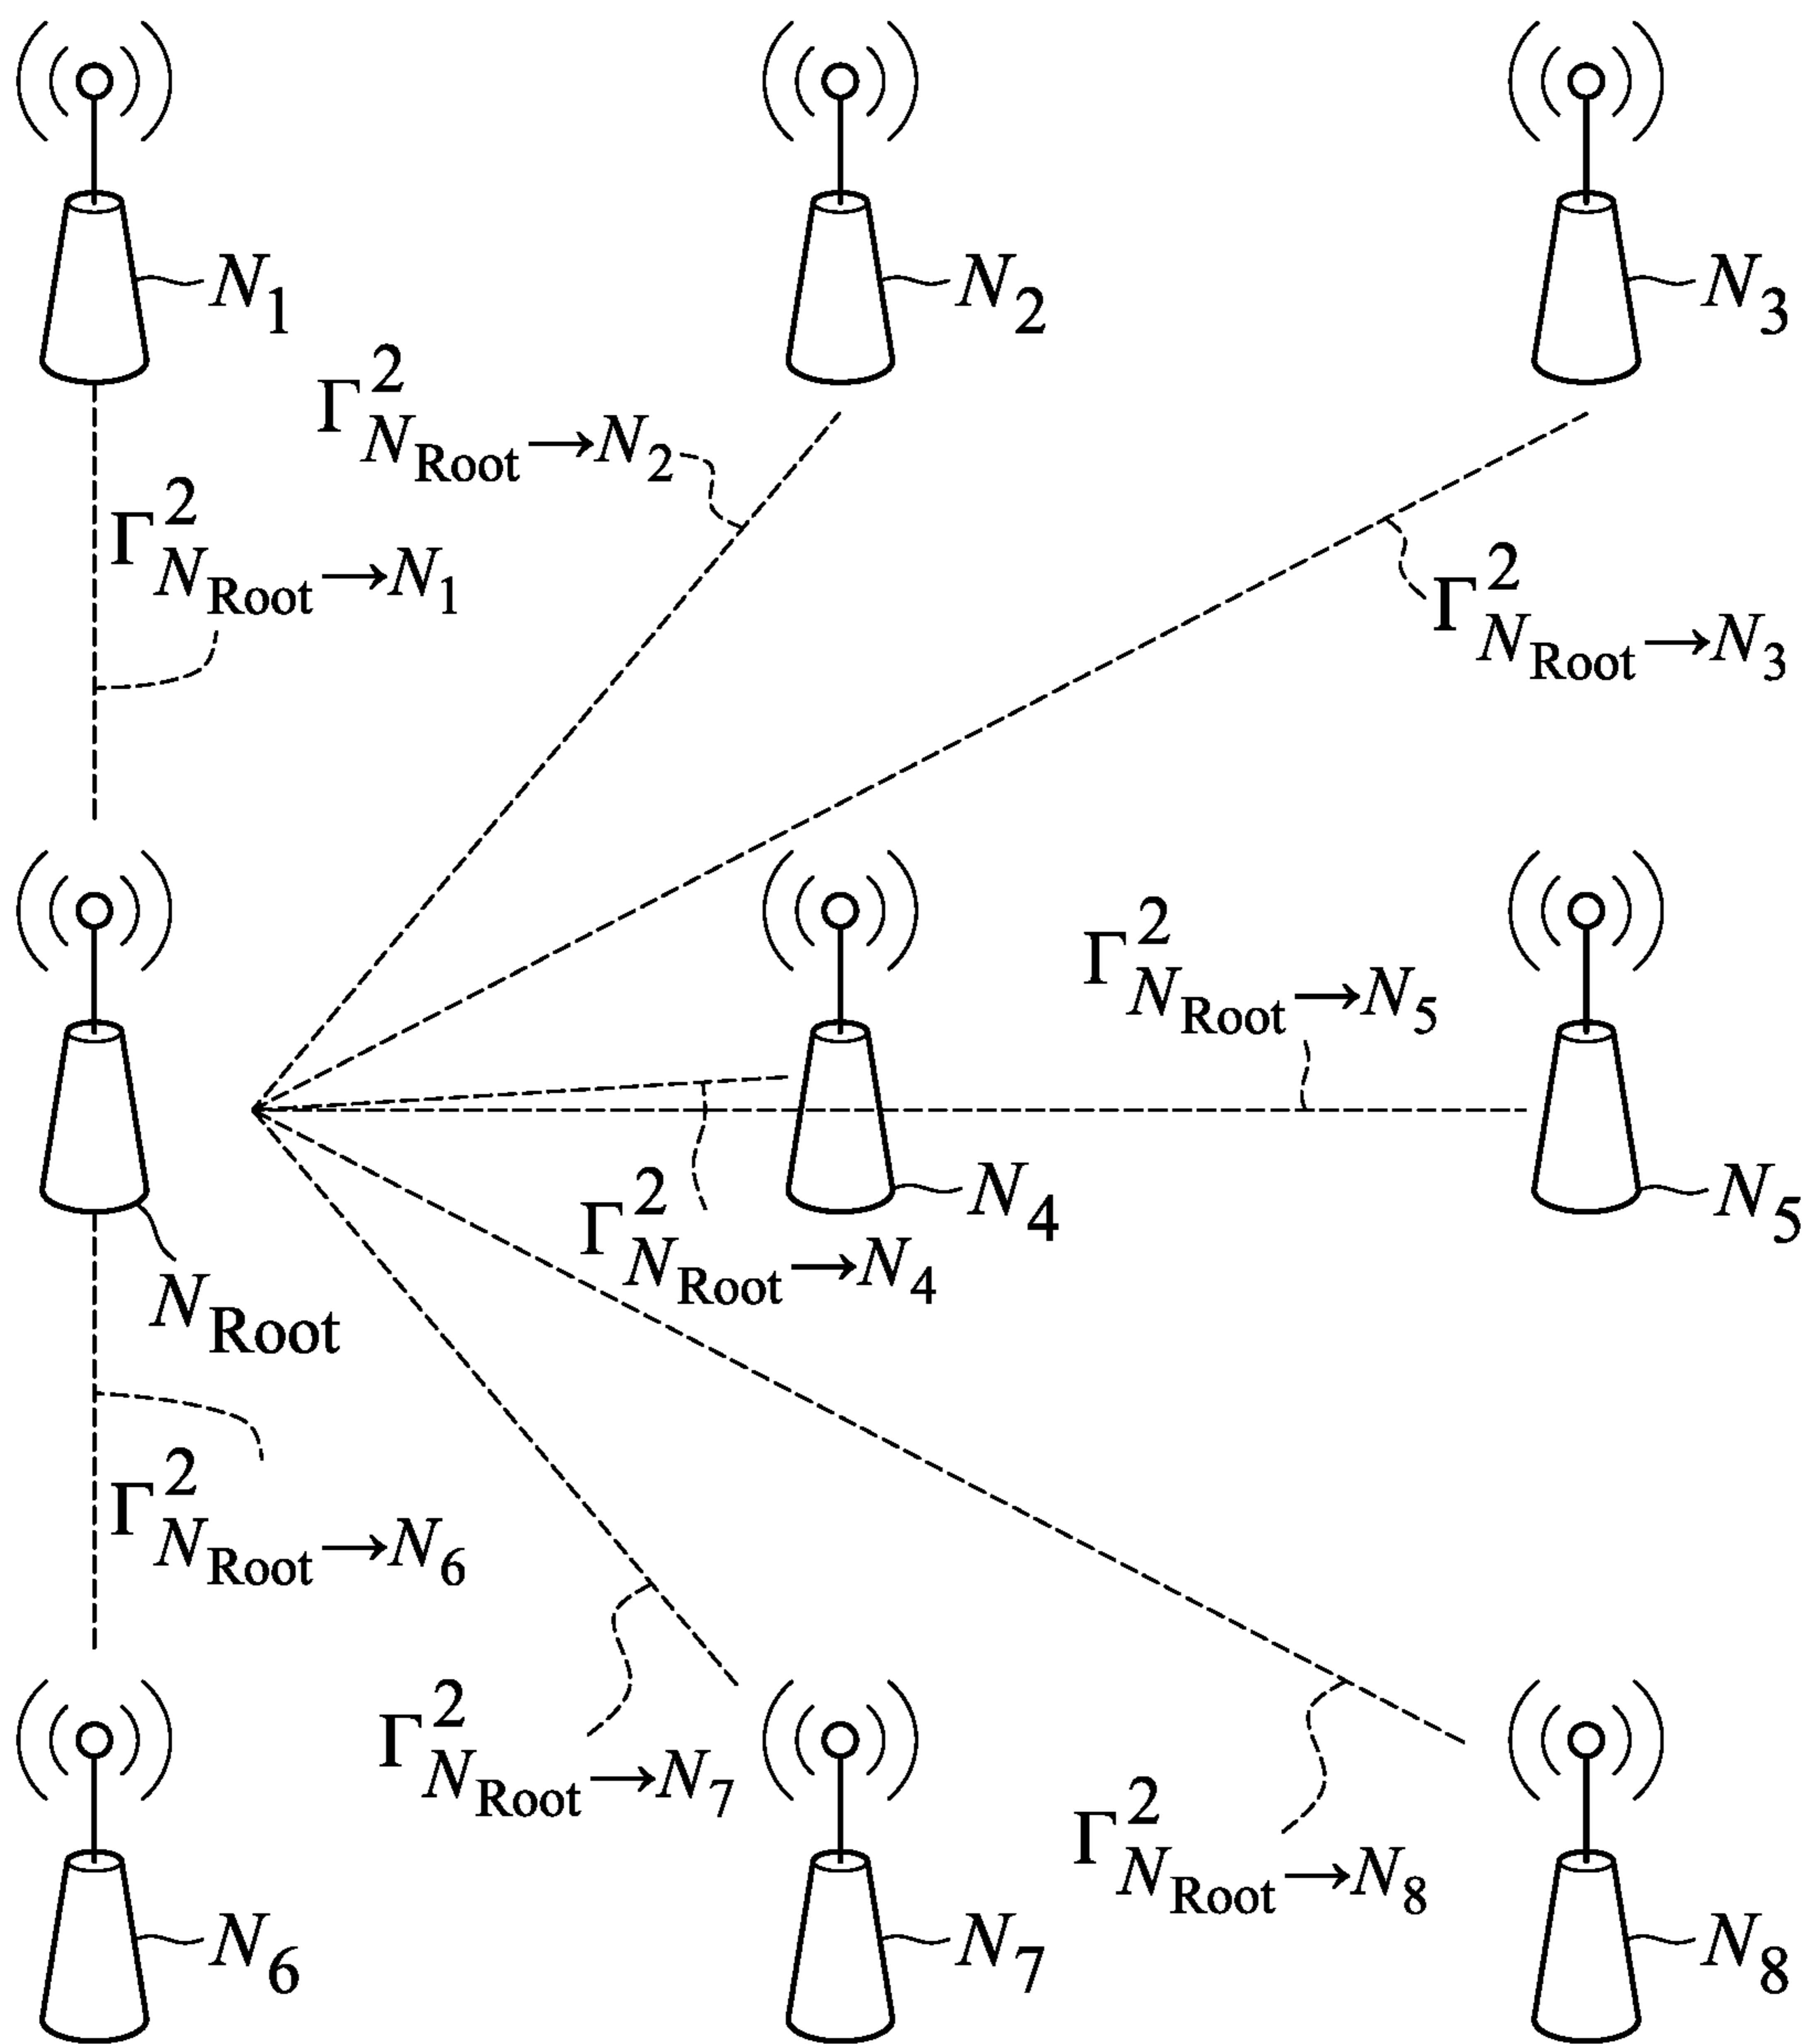 N₁
N₂
N₃
Γ²N_Root→N₂
Γ²N_Root→N₁
Γ²N_Root→N₃
Γ²N_Root→N₅
N₄
N₅
Γ²N_Root→N₄
N_Root
Γ²N_Root→N₆
Γ²N_Root→N₇
Γ²N_Root→N₈
N₆
N₇
N₈